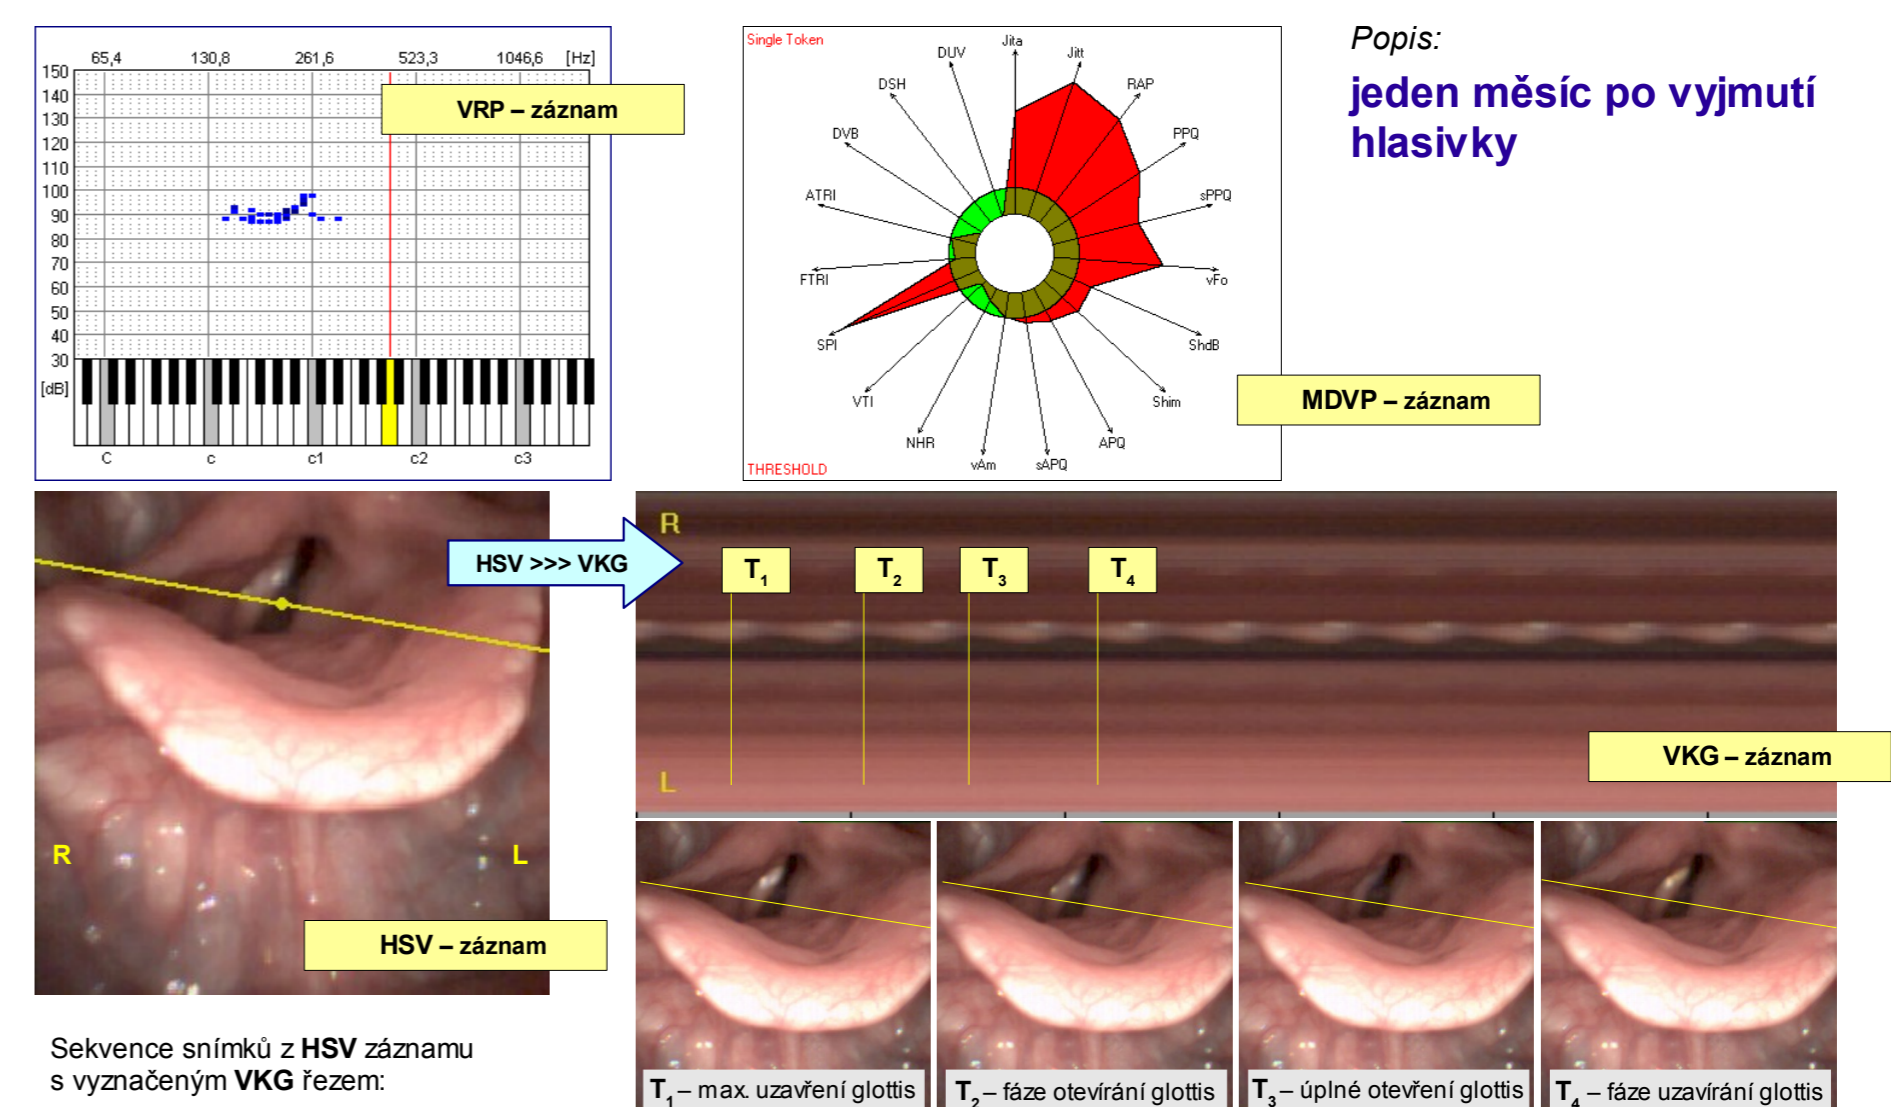 65,4 130,8 261,6 523,3 1046,6 [Hz]
150
140
130
120
110
100
90
80
70
60
50
40
30
[dB]
C c c1 c2 c3
VRP – záznam
Single Token
Jita
Jitt
RAP
PPQ
sPPQ
vFo
ShdB
Shim
APQ
sAPQ
vAm
NHR
VTI
SPI
FTRI
ATRI
DVB
DSH
DUV
THRESHOLD
MDVP – záznam
Popis:
jeden měsíc po vyjmutí
hlasivky
HSV >>> VKG
R
L
HSV – záznam
R
T1 T2 T3 T4
L
VKG – záznam
Sekvence snímků z HSV záznamu
s vyznačeným VKG řezem:
T1 – max. uzavření glottis
T2 – fáze otevírání glottis
T3 – úplné otevření glottis
T4 – fáze uzavírání glottis